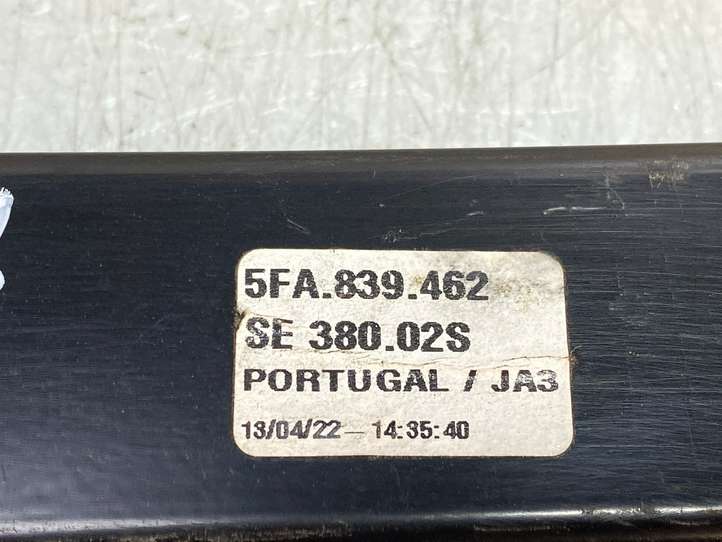 5FA.839.462
SE 380.02S
PORTUGAL / JA3
13/04/22 — 14:35:40